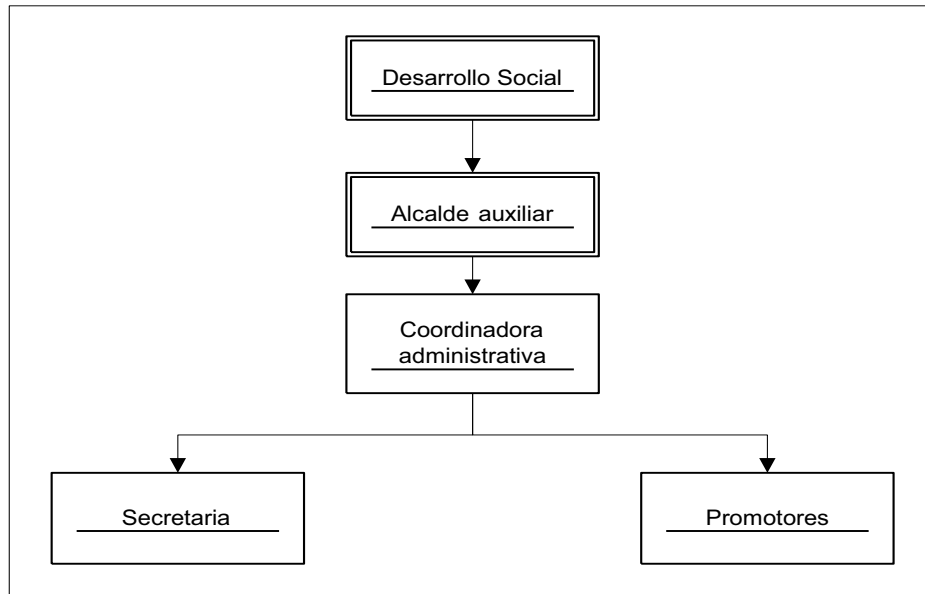 Desarrollo Social
Alcalde auxiliar
Coordinadora
administrativa
Secretaria
Promotores